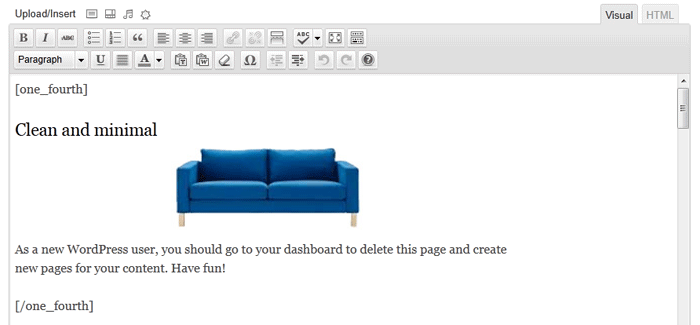 Upload/Insert
Visual HTML
B I ABC ABC
Paragraph U A T W Ω
[one_fourth]
Clean and minimal
As a new WordPress user, you should go to your dashboard to delete this page and create
new pages for your content. Have fun!
[/one_fourth]